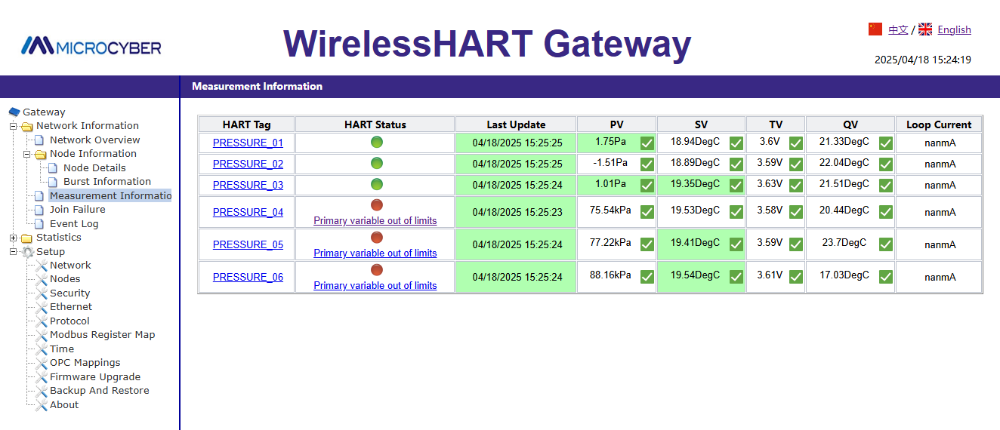 MICROCYBER
WirelessHART Gateway
中文 / English
2025/04/18 15:24:19
Measurement Information
Gateway
Network Information
Network Overview
Node Information
Node Details
Burst Information
Measurement Informatio
Join Failure
Event Log
Statistics
Setup
Network
Nodes
Security
Ethernet
Protocol
Modbus Register Map
Time
OPC Mappings
Firmware Upgrade
Backup And Restore
About
HART Tag HART Status Last Update PV SV TV QV Loop Current
PRESSURE_01 04/18/2025 15:25:25 1.75Pa 18.94DegC 3.6V 21.33DegC nanmA
PRESSURE_02 04/18/2025 15:25:25 -1.51Pa 18.89DegC 3.59V 22.04DegC nanmA
PRESSURE_03 04/18/2025 15:25:24 1.01Pa 19.35DegC 3.63V 21.51DegC nanmA
PRESSURE_04 Primary variable out of limits 04/18/2025 15:25:23 75.54kPa 19.53DegC 3.58V 20.44DegC nanmA
PRESSURE_05 Primary variable out of limits 04/18/2025 15:25:24 77.22kPa 19.41DegC 3.59V 23.7DegC nanmA
PRESSURE_06 Primary variable out of limits 04/18/2025 15:25:24 88.16kPa 19.54DegC 3.61V 17.03DegC nanmA